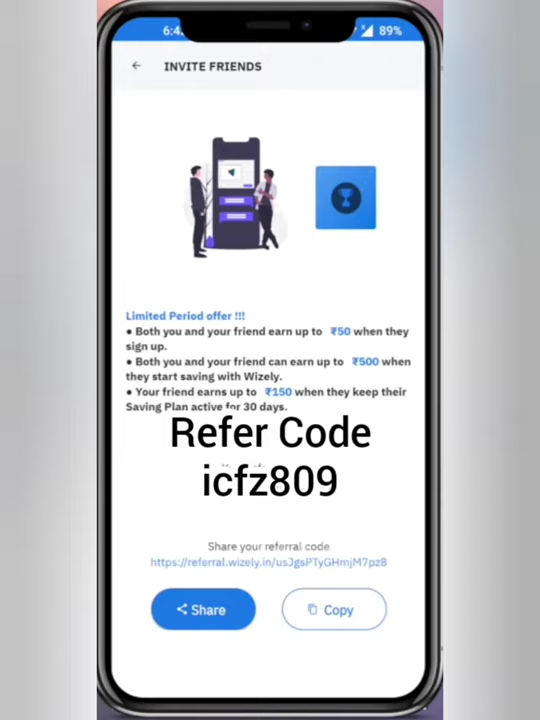 6:4
89%
INVITE FRIENDS
Limited Period offer !!!
● Both you and your friend earn up to ₹50 when they
sign up.
● Both you and your friend can earn up to ₹500 when
they start saving with Wizely.
● Your friend earns up to ₹150 when they keep their
Saving Plan active for 30 days.
Refer Code
icfz809
Share your referral code
https://referral.wizely.in/usJgsPTyGHmjM7pz8
Share
Copy